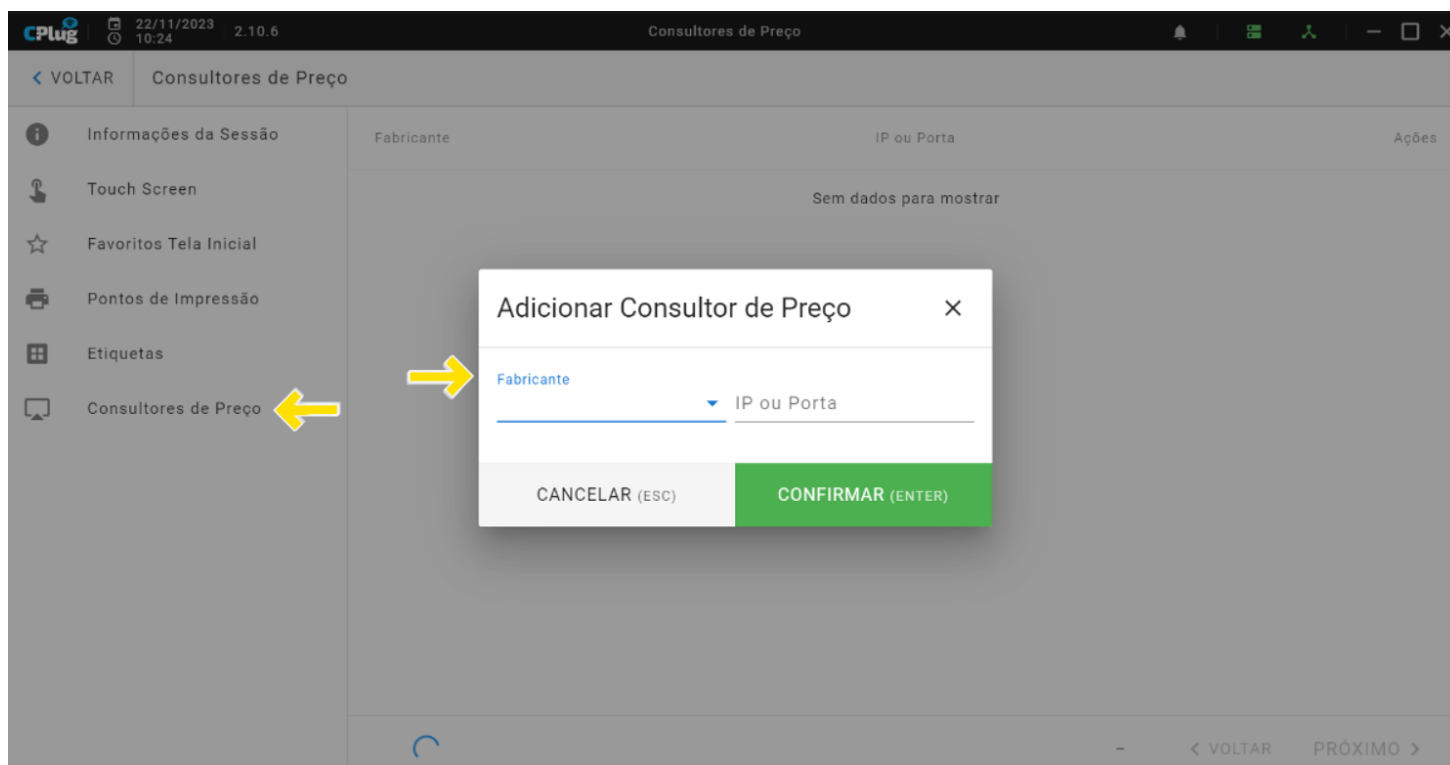 CPlug 22/11/2023 10:24 2.10.6 Consultores de Preço
VOLTAR Consultores de Preço
Informações da Sessão
Touch Screen
Favoritos Tela Inicial
Pontos de Impressão
Etiquetas
Consultores de Preço
Fabricante IP ou Porta Ações
Sem dados para mostrar
Adicionar Consultor de Preço
Fabricante
IP ou Porta
CANCELAR (ESC) CONFIRMAR (ENTER)
– VOLTAR PRÓXIMO